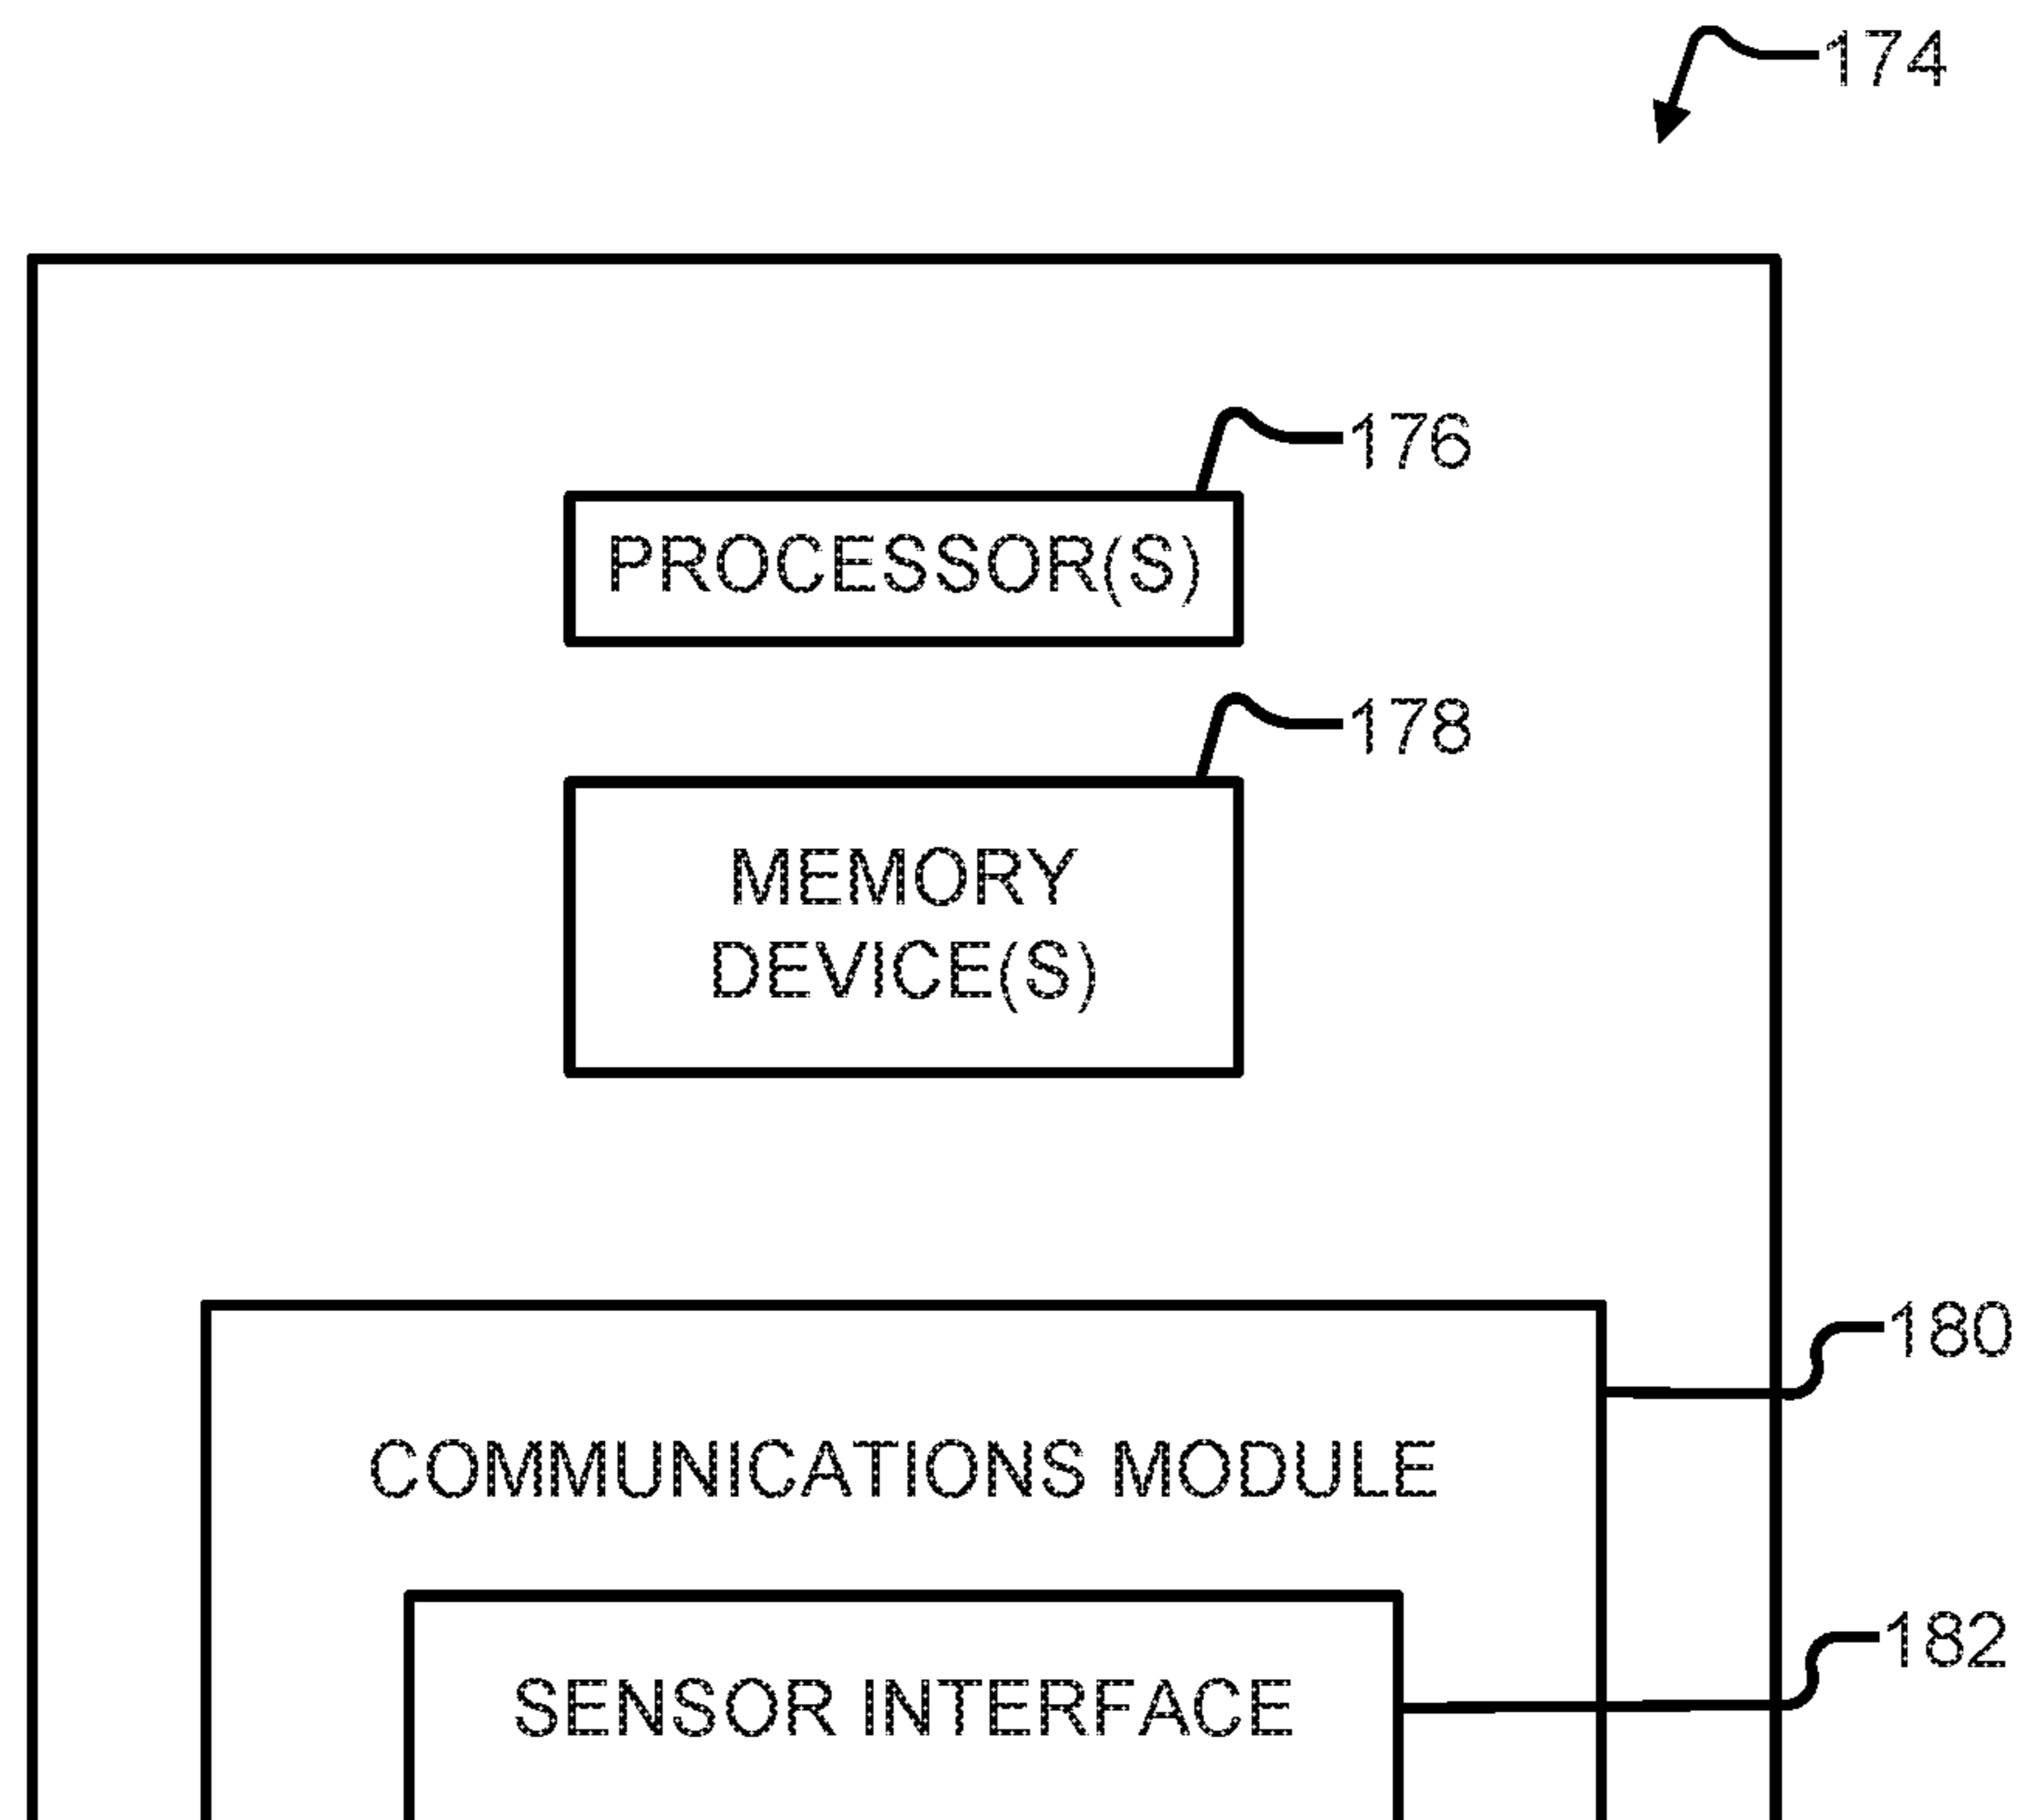 174
176
PROCESSOR(S)
178
MEMORY
DEVICE(S)
180
COMMUNICATIONS MODULE
182
SENSOR INTERFACE